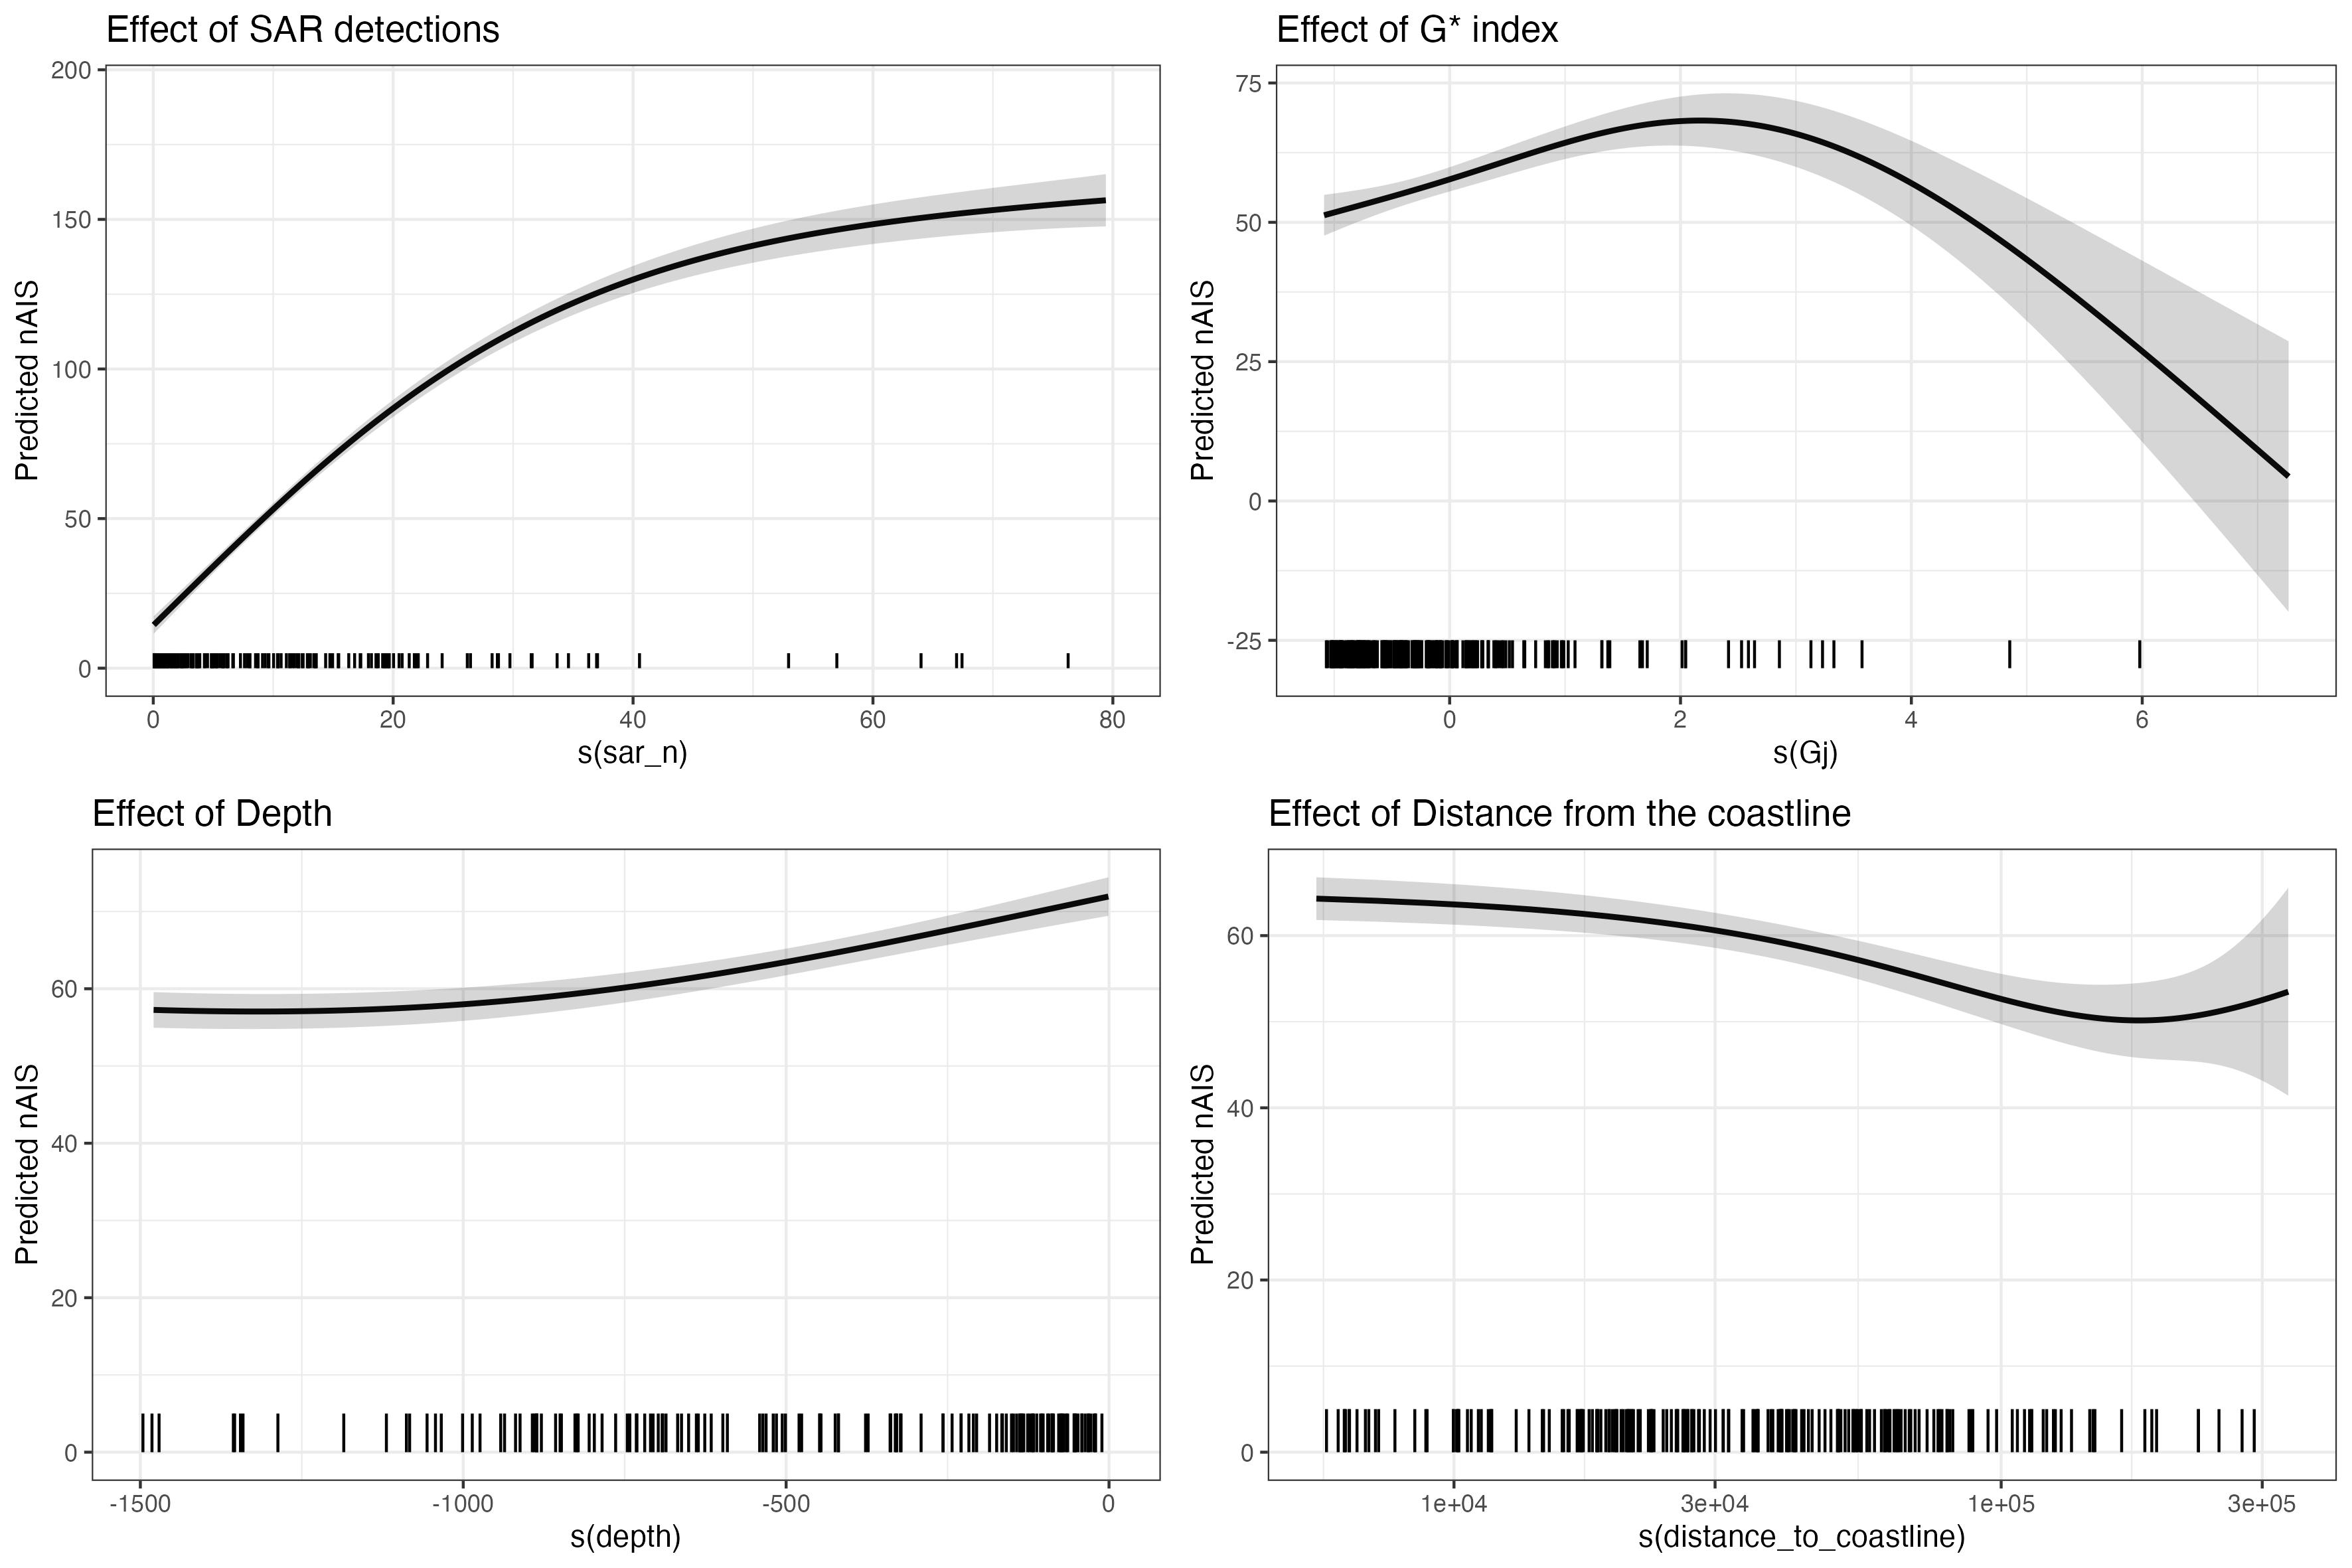 Effect of SAR detections
200
150
100
50
0
Predicted nAIS
0 20 40 60 80
s(sar_n)
Effect of G* index
75
50
25
0
-25
Predicted nAIS
0 2 4 6
s(Gj)
Effect of Depth
60
40
20
0
Predicted nAIS
-1500 -1000 -500 0
s(depth)
Effect of Distance from the coastline
60
40
20
0
Predicted nAIS
1e+04 3e+04 1e+05 3e+05
s(distance_to_coastline)